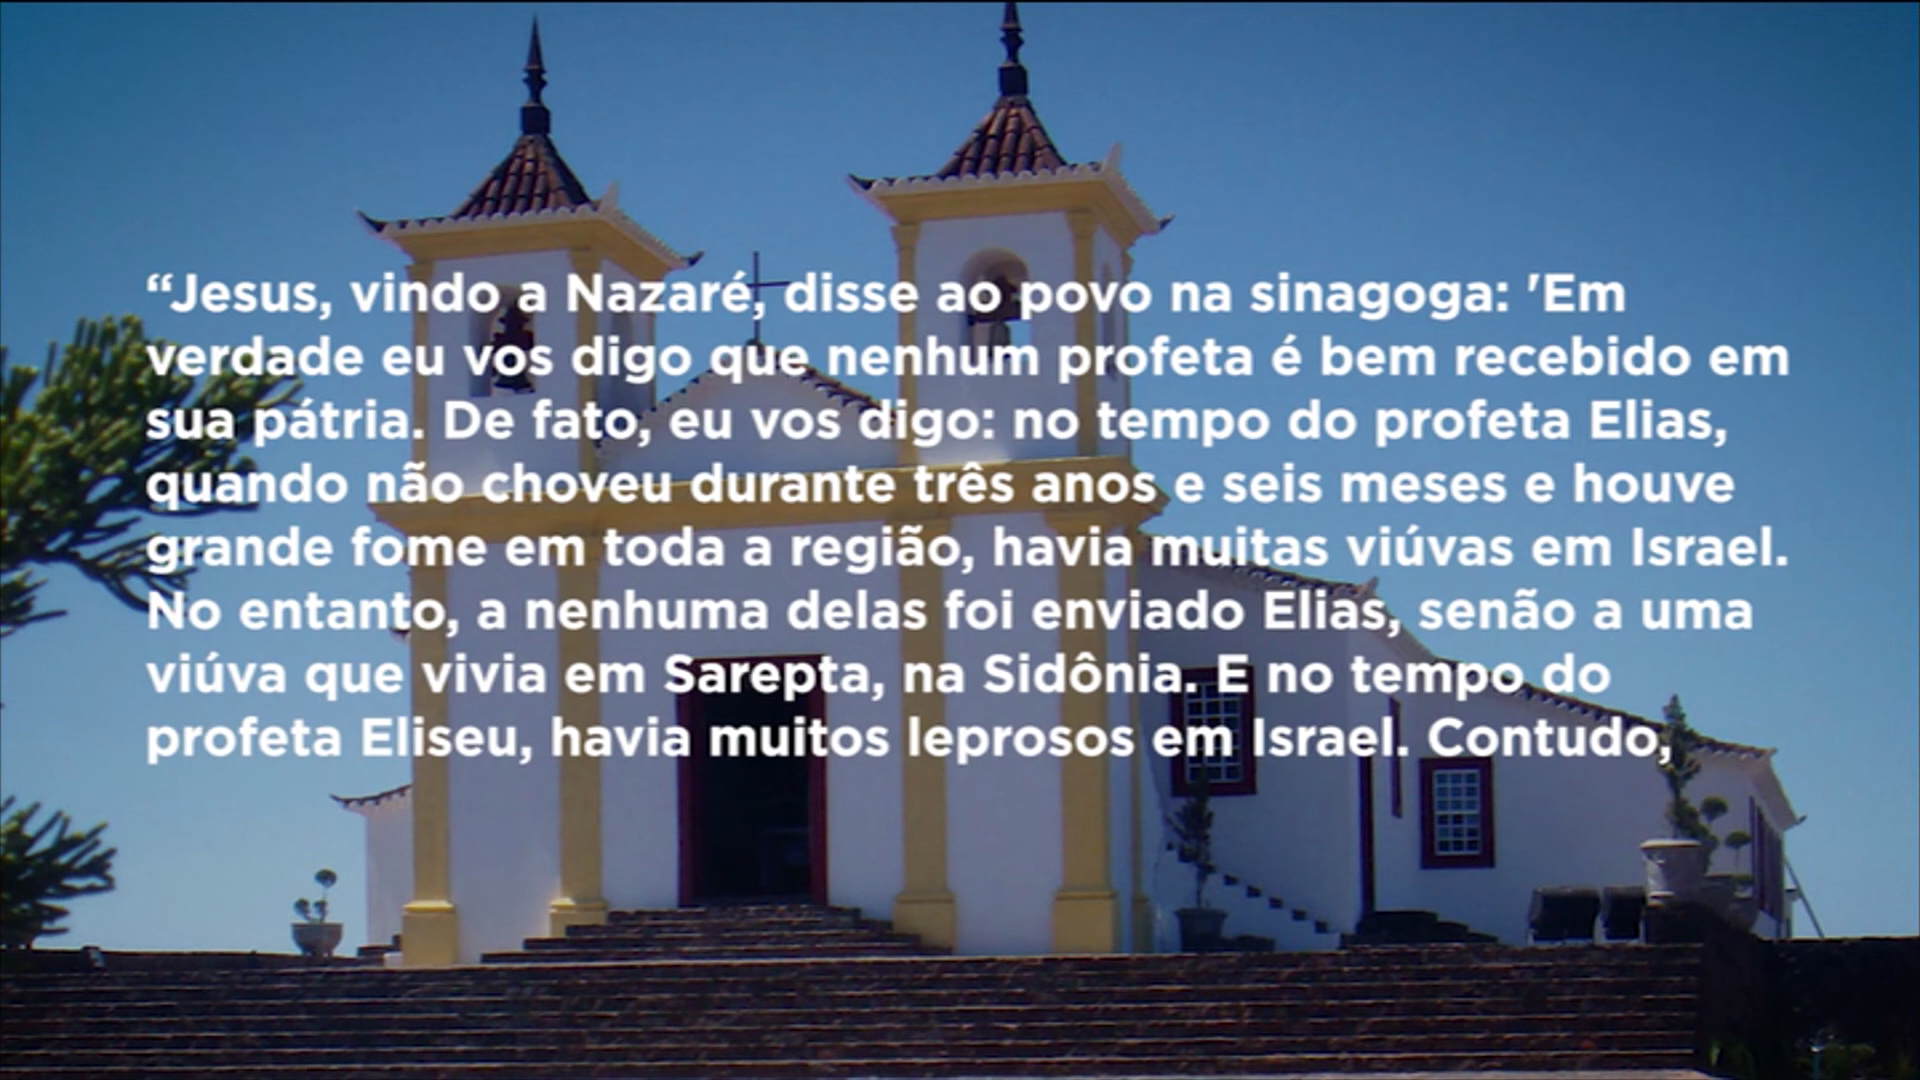 “Jesus, vindo a Nazaré, disse ao povo na sinagoga: 'Em
verdade eu vos digo que nenhum profeta é bem recebido em
sua pátria. De fato, eu vos digo: no tempo do profeta Elias,
quando não choveu durante três anos e seis meses e houve
grande fome em toda a região, havia muitas viúvas em Israel.
No entanto, a nenhuma delas foi enviado Elias, senão a uma
viúva que vivia em Sarepta, na Sidônia. E no tempo do
profeta Eliseu, havia muitos leprosos em Israel. Contudo,